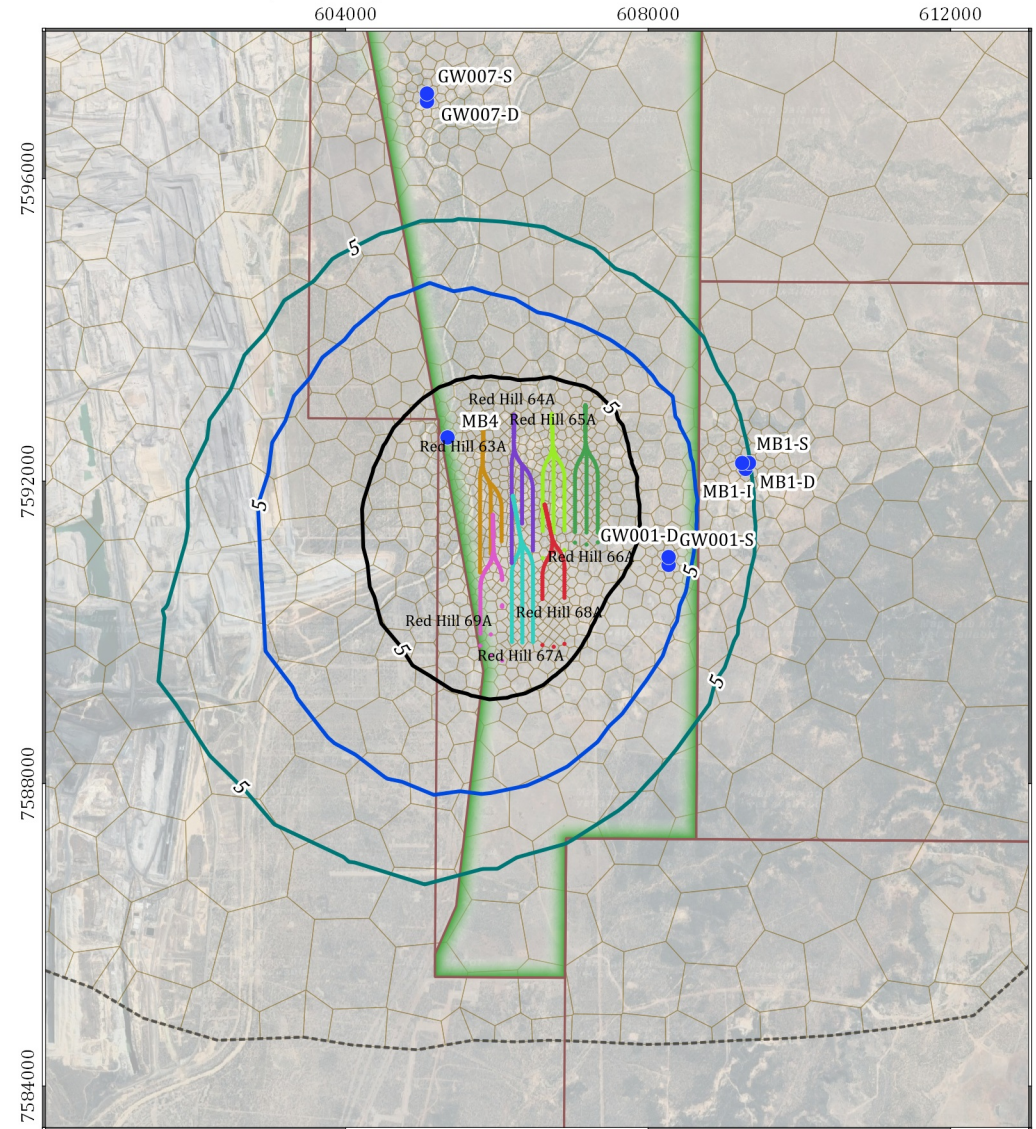 604000 608000 612000
7596000
7592000
7588000
7584000
GW007-S
GW007-D
5
Red Hill 64A
5
MB4
Red Hill 65A
Red Hill 63A
MB1-S
MB1-D
MB1-I
5
GW001-D
GW001-S
Red Hill 66A
5
Red Hill 68A
Red Hill 69A
5
Red Hill 67A
5
5